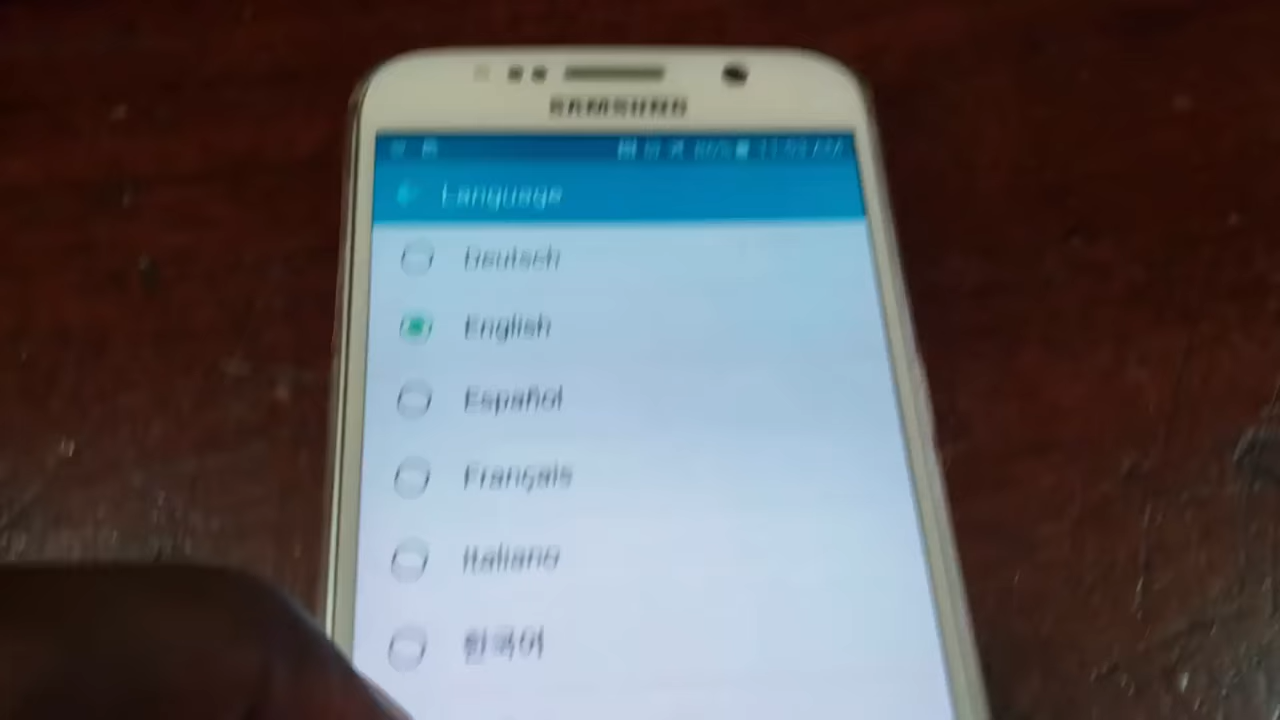 SAMSUNG
Language
Deutsch
English
Español
Français
Italiano
한국어